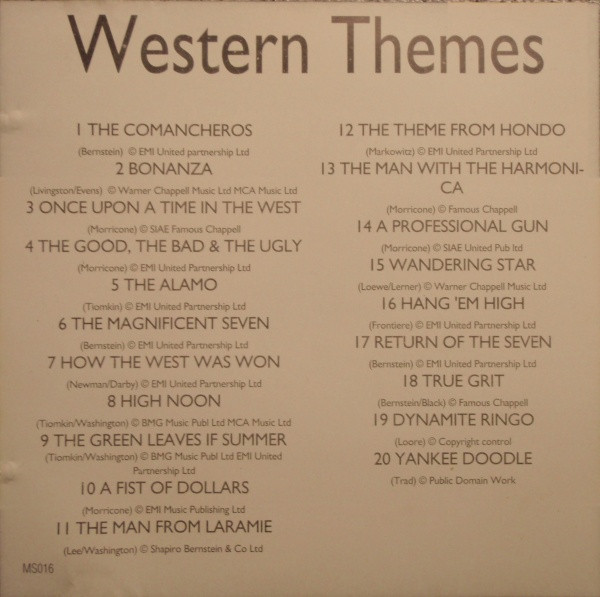 Western Themes
1 THE COMANCHEROS
(Bernstein) © EMI United partnership Ltd
2 BONANZA
(Livingston/Evens) © Warner Chappell Music Ltd MCA Music Ltd
3 ONCE UPON A TIME IN THE WEST
(Morricone) © SIAE Famous Chappell
4 THE GOOD, THE BAD & THE UGLY
(Morricone) © EMI United Partnership Ltd
5 THE ALAMO
(Tiomkin) © EMI United Partnership Ltd
6 THE MAGNIFICENT SEVEN
(Bernstein) © EMI United Partnership Ltd
7 HOW THE WEST WAS WON
(Newman/Darby) © EMI United Partnership Ltd
8 HIGH NOON
(Tiomkin/Washington) © BMG Music Publ Ltd MCA Music Ltd
9 THE GREEN LEAVES IF SUMMER
(Tiomkin/Washington) © BMG Music Publ Ltd EMI United
Partnership Ltd
10 A FIST OF DOLLARS
(Morricone) © EMI Music Publishing Ltd
11 THE MAN FROM LARAMIE
(Lee/Washington) © Shapiro Bernstein & Co Ltd
MS016
12 THE THEME FROM HONDO
(Markowitz) © EMI United Partnership Ltd
13 THE MAN WITH THE HARMONI-
CA
(Morricone) © Famous Chappell
14 A PROFESSIONAL GUN
(Morricone) © SIAE United Pub ltd
15 WANDERING STAR
(Loewe/Lerner) © Warner Chappell Music Ltd
16 HANG 'EM HIGH
(Frontiere) © EMI United Partnership Ltd
17 RETURN OF THE SEVEN
(Bernstein) © EMI United Partnership Ltd
18 TRUE GRIT
(Bernstein/Black) © Famous Chappell
19 DYNAMITE RINGO
(Loore) © Copyright control
20 YANKEE DOODLE
(Trad) © Public Domain Work